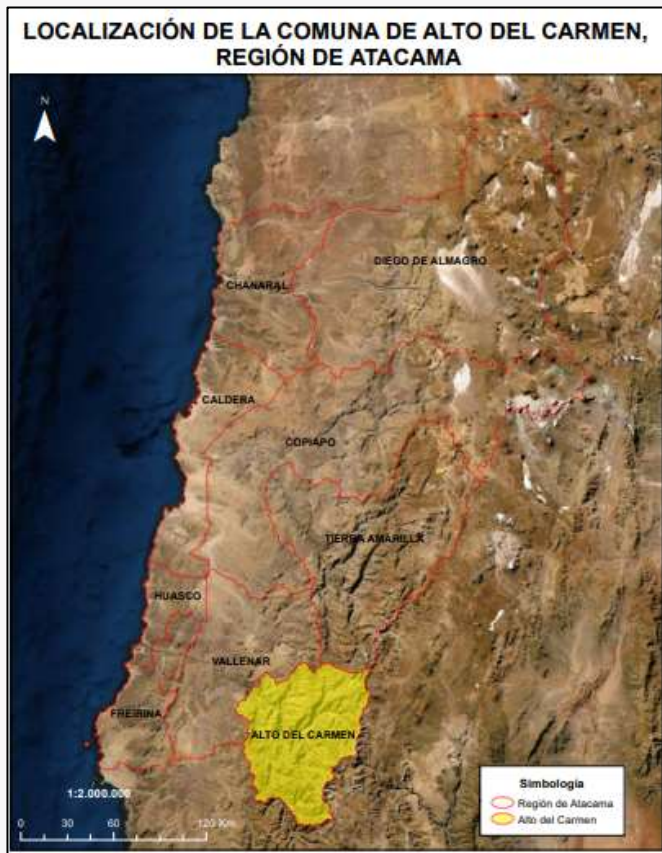 LOCALIZACIÓN DE LA COMUNA DE ALTO DEL CARMEN,
REGIÓN DE ATACAMA
N
DIEGO DE ALMAGRO
CHAÑARAL
CALDERA
COPIAPO
TIERRA AMARILLA
HUASCO
VALLENAR
FREIRINA
ALTO DEL CARMEN
1:2.000.000
0 30 60 120 Km
Simbología
Región de Atacama
Alto del Carmen